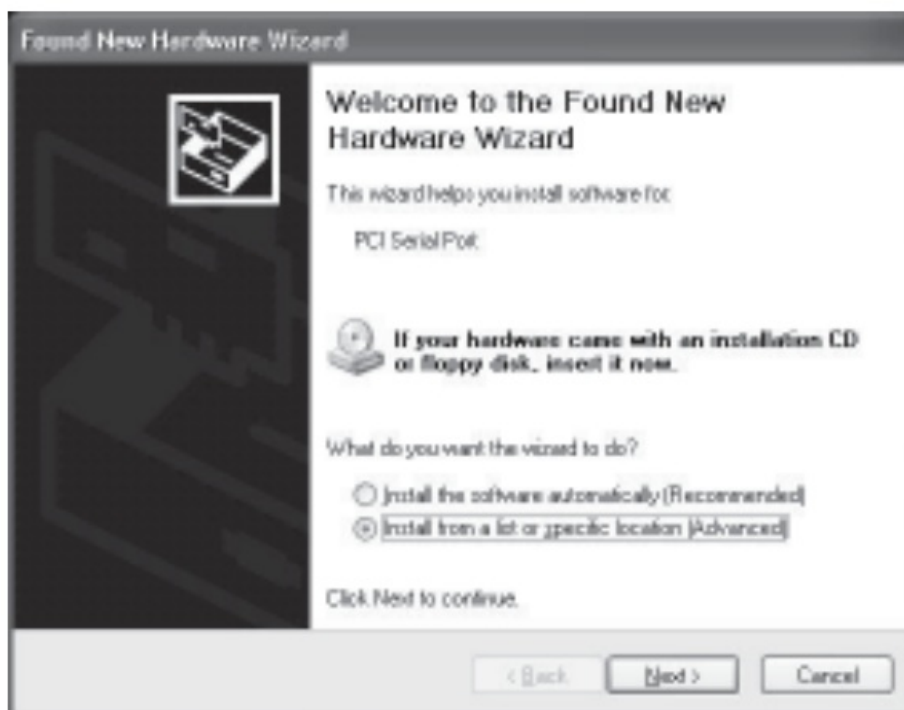 Found New Hardware Wizard
Welcome to the Found New
Hardware Wizard
This wizard helps you install software for:
PCI Serial Port
If your hardware came with an installation CD
or floppy disk, insert it now.
What do you want the wizard to do?
Install the software automatically (Recommended)
Install from a list or specific location (Advanced)
Click Next to continue.
< Back
Next >
Cancel